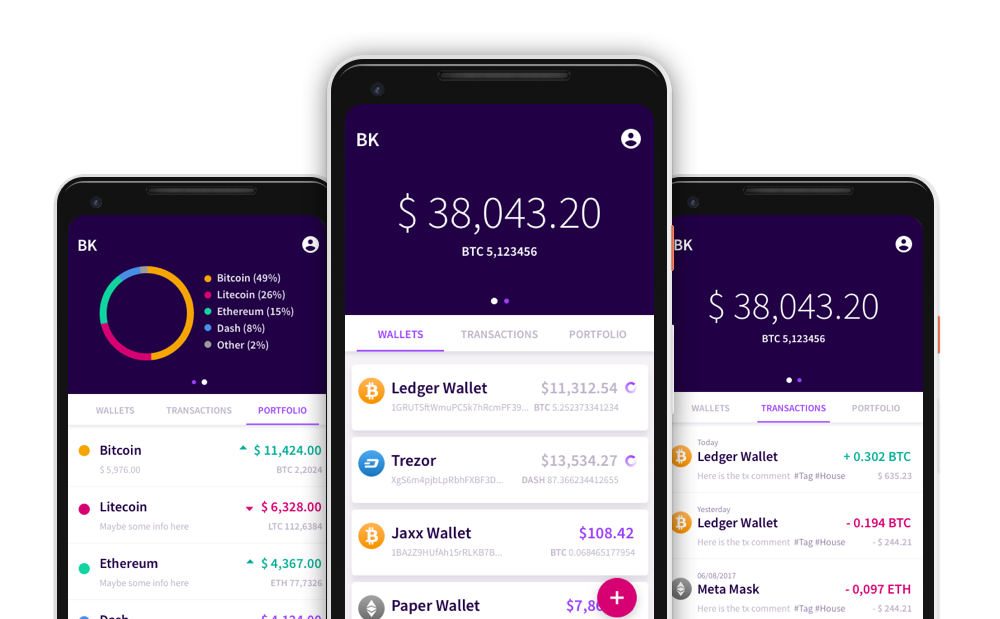 BK
Bitcoin (49%)
Litecoin (26%)
Ethereum (15%)
Dash (8%)
Other (2%)
WALLETS TRANSACTIONS PORTFOLIO
Bitcoin $ 11,424.00
$ 5,976.00 BTC 2,2024
Litecoin $ 6,328.00
Maybe some info here LTC 112,6384
Ethereum $ 4,367.00
Maybe some info here ETH 77,7326
Dash
BK
$ 38,043.20
BTC 5,123456
WALLETS TRANSACTIONS PORTFOLIO
Ledger Wallet $11,312.54
1GRUTSftWmuPC5k7hRcmPF39... BTC 5.252373341234
Trezor $13,534.27
XgS6m4pjbLpRbhFXBF3D... DASH 87.366234412655
Jaxx Wallet $108.42
1BA2Z9HUfAh15rRLKB7B... BTC 0.068465177954
Paper Wallet $7,8
+
BK
$ 38,043.20
BTC 5,123456
WALLETS TRANSACTIONS PORTFOLIO
Today
Ledger Wallet + 0.302 BTC
Here is the tx comment #Tag #House $ 635.23
Yesterday
Ledger Wallet - 0.194 BTC
Here is the tx comment #Tag #House - $ 244.21
06/08/2017
Meta Mask - 0,097 ETH
Here is the tx comment #Tag #House - $ 244.21